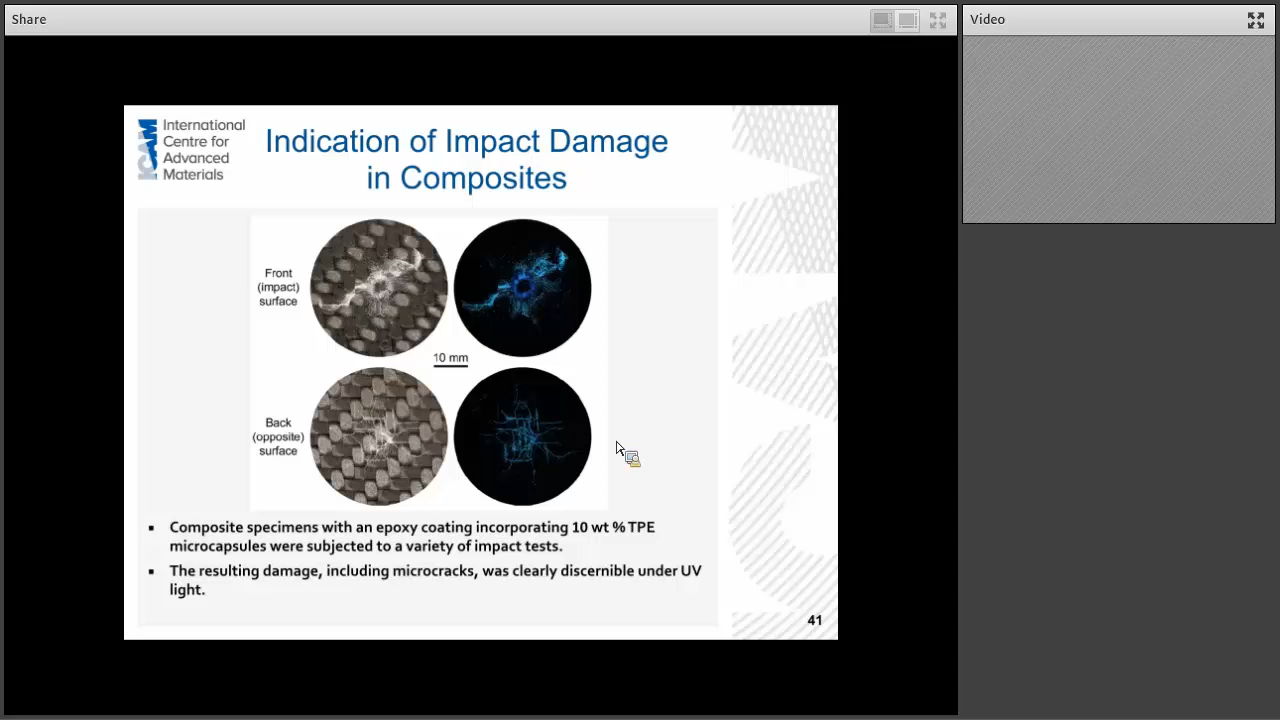 Share
Video
ICAM
International
Centre for
Advanced
Materials
Indication of Impact Damage
in Composites
Front
(impact)
surface
10 mm
Back
(opposite)
surface
▪ Composite specimens with an epoxy coating incorporating 10 wt % TPE
microcapsules were subjected to a variety of impact tests.
▪ The resulting damage, including microcracks, was clearly discernible under UV
light.
41